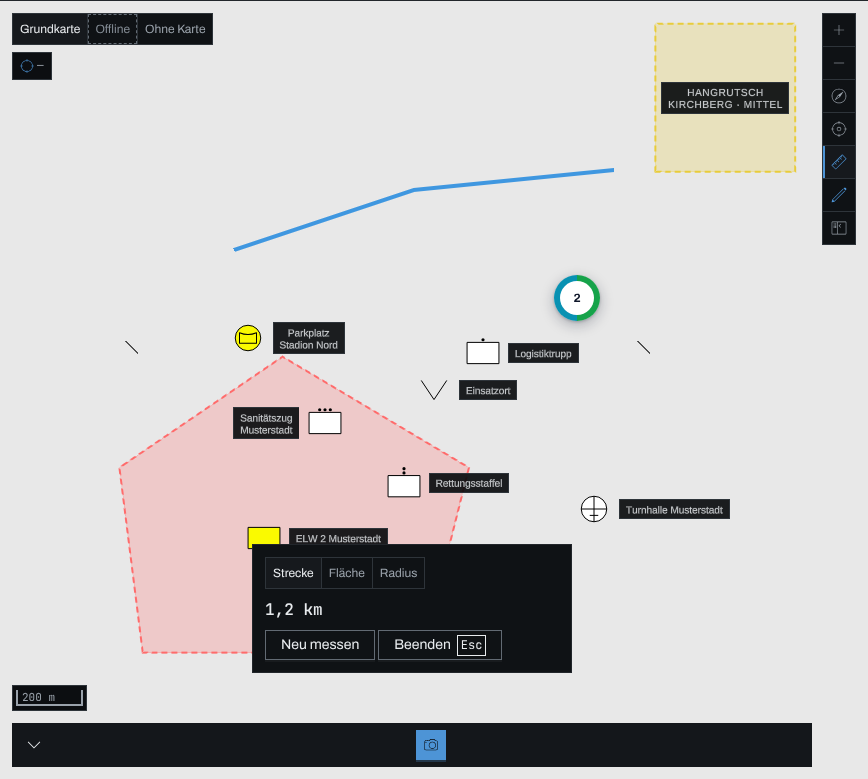 Grundkarte Offline Ohne Karte
HANGRUTSCH
KIRCHBERG · MITTEL
2
Parkplatz
Stadion Nord
Logistiktrupp
Einsatzort
Sanitätszug
Musterstadt
Rettungsstaffel
Turnhalle Musterstadt
ELW 2 Musterstadt
Strecke Fläche Radius
1,2 km
Neu messen Beenden Esc
200 m